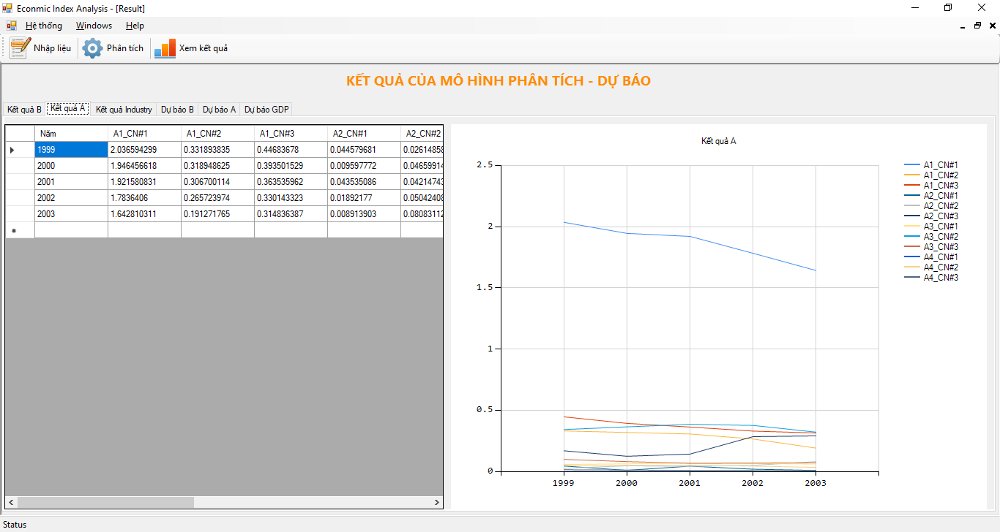 Econmic Index Analysis - [Result]
Hệ thống Windows Help
Nhập liệu Phân tích Xem kết quả
KẾT QUẢ CỦA MÔ HÌNH PHÂN TÍCH - DỰ BÁO
Kết quả B Kết quả A Kết quả Industry Dự báo B Dự báo A Dự báo GDP
Năm A1_CN#1 A1_CN#2 A1_CN#3 A2_CN#1 A2_CN#2
1999 2.036594299 0.331893835 0.44683678 0.044579681 0.02614858
2000 1.946456618 0.318948625 0.393501529 0.009597772 0.04659914
2001 1.921580831 0.306700114 0.363535962 0.043535086 0.04214743
2002 1.7836406 0.265723974 0.330143323 0.01892177 0.05042408
2003 1.642810311 0.191271765 0.314836387 0.008913903 0.08083112
Kết quả A
2.5
2
1.5
1
0.5
0
1999 2000 2001 2002 2003
A1_CN#1
A1_CN#2
A1_CN#3
A2_CN#1
A2_CN#2
A2_CN#3
A3_CN#1
A3_CN#2
A3_CN#3
A4_CN#1
A4_CN#2
A4_CN#3
Status